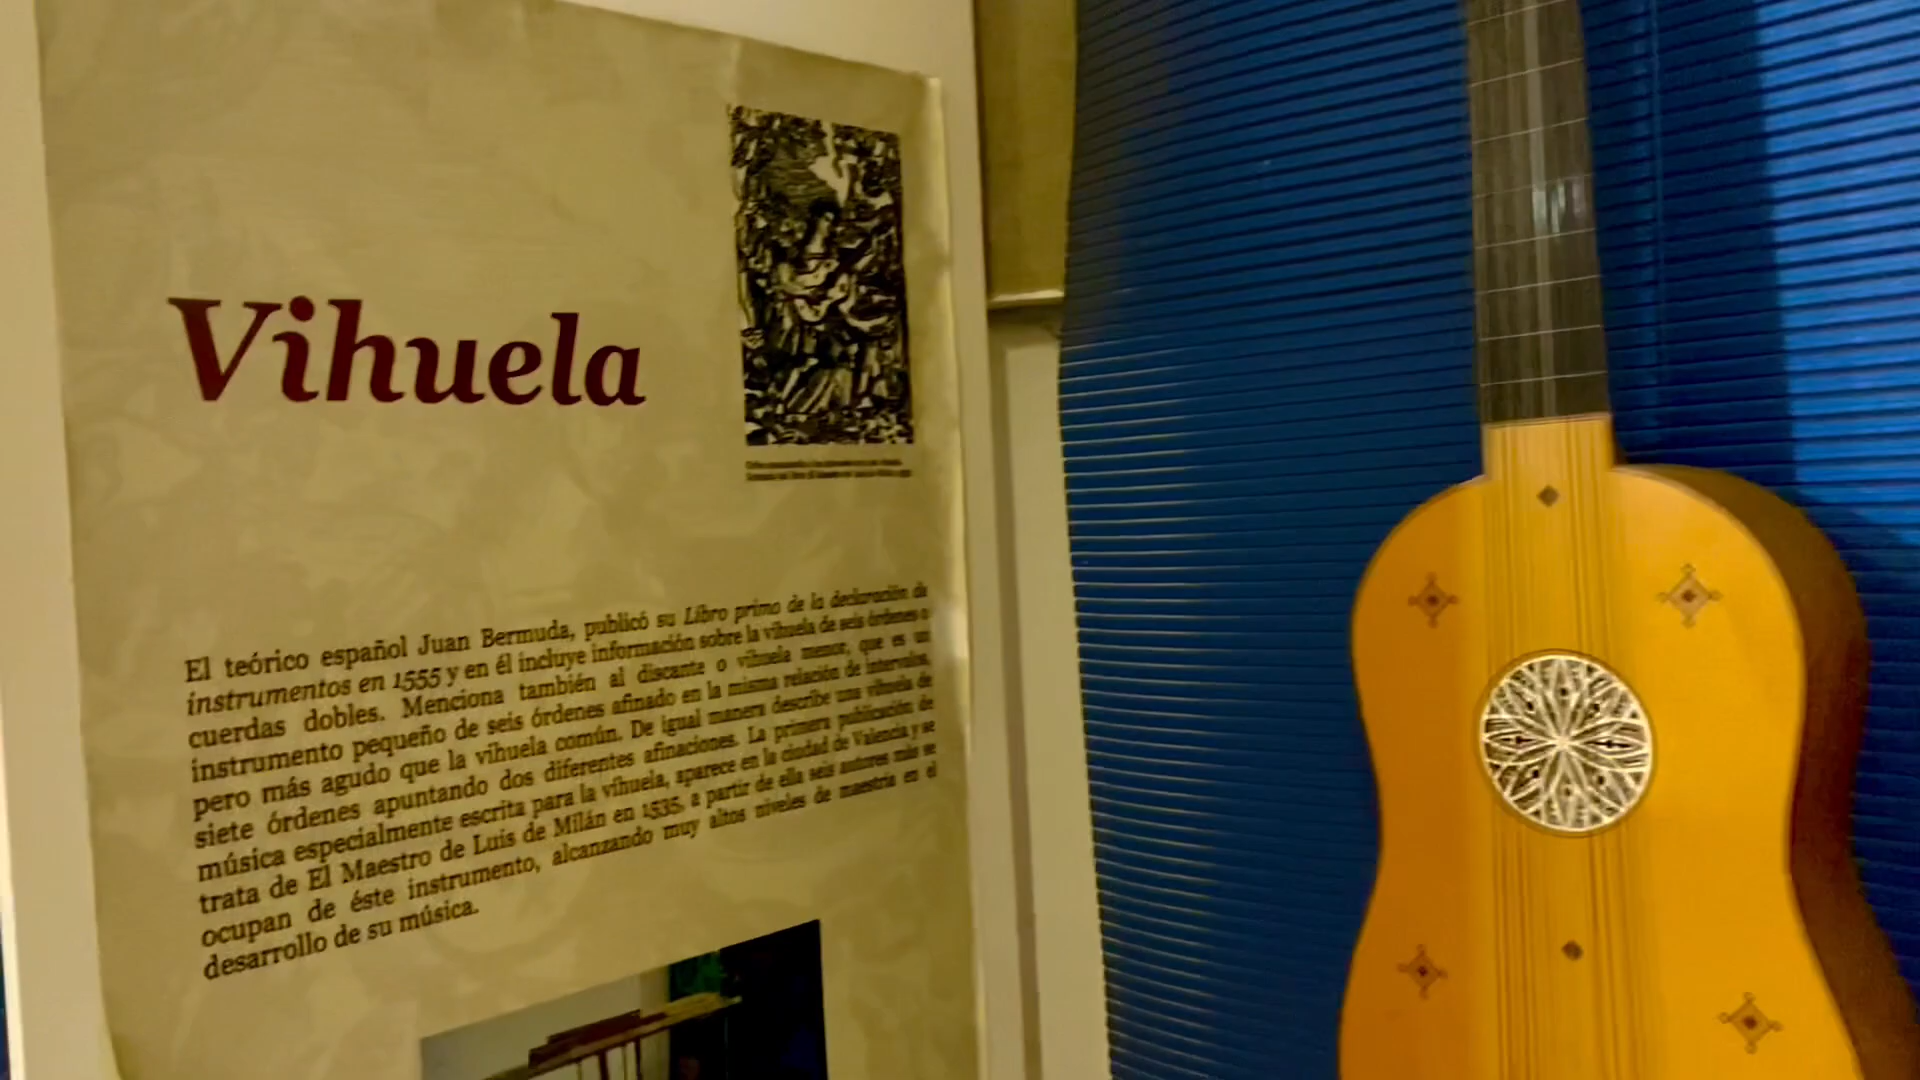 Vihuela
El teórico español Juan Bermuda, publicó su Libro primo de la declaración de
instrumentos en 1555 y en él incluye información sobre la vihuela de seis órdenes o
cuerdas dobles. Menciona también al discante o vihuela menor, que es un
instrumento pequeño de seis órdenes afinado en la misma relación de intervalos,
pero más agudo que la vihuela común. De igual manera describe una vihuela de
siete órdenes apuntando dos diferentes afinaciones. La primera publicación de
música especialmente escrita para la vihuela, aparece en la ciudad de Valencia y se
trata de El Maestro de Luis de Milán en 1535, a partir de ella seis autores más se
ocupan de éste instrumento, alcanzando muy altos niveles de maestría en el
desarrollo de su música.